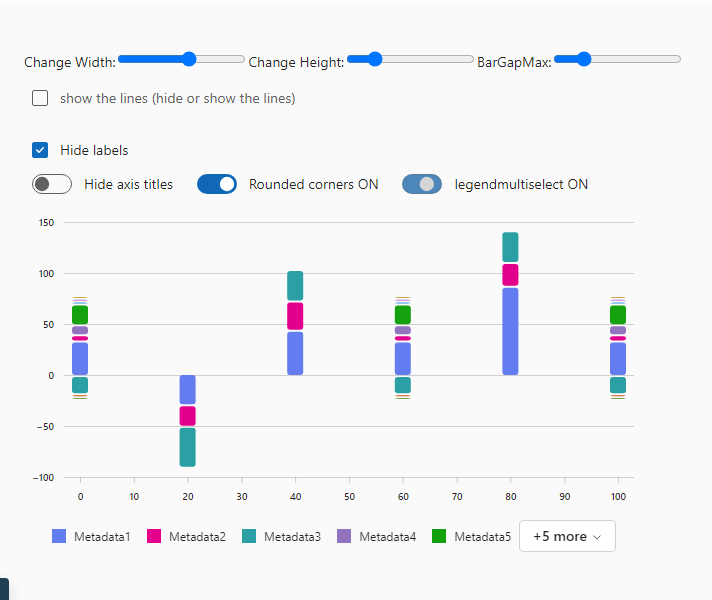 Change Width: Change Height: BarGapMax:
show the lines (hide or show the lines)
Hide labels
Hide axis titles Rounded corners ON legendmultiselect ON
150
100
50
0
−50
−100
0 10 20 30 40 50 60 70 80 90 100
Metadata1 Metadata2 Metadata3 Metadata4 Metadata5 +5 more